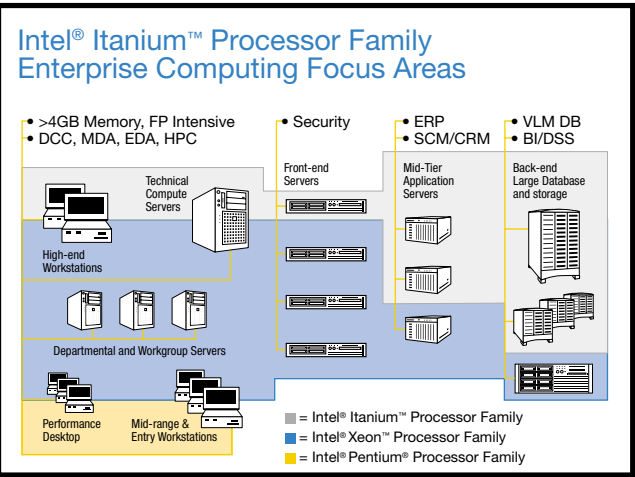 Intel® Itanium™ Processor Family
Enterprise Computing Focus Areas
• >4GB Memory, FP Intensive
• DCC, MDA, EDA, HPC
• Security
• ERP
• SCM/CRM
• VLM DB
• BI/DSS
Technical
Compute
Servers
Front-end
Servers
Mid-Tier
Application
Servers
Back-end
Large Database
and storage
High-end
Workstations
Departmental and Workgroup Servers
Performance
Desktop
Mid-range &
Entry Workstations
= Intel® Itanium™ Processor Family
= Intel® Xeon™ Processor Family
= Intel® Pentium® Processor Family